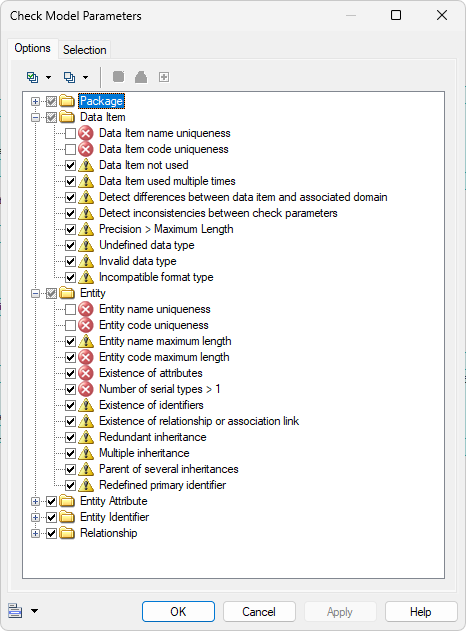 Check Model Parameters
Options
Selection
Package
Data Item
Data Item name uniqueness
Data Item code uniqueness
Data Item not used
Data Item used multiple times
Detect differences between data item and associated domain
Detect inconsistencies between check parameters
Precision > Maximum Length
Undefined data type
Invalid data type
Incompatible format type
Entity
Entity name uniqueness
Entity code uniqueness
Entity name maximum length
Entity code maximum length
Existence of attributes
Number of serial types > 1
Existence of identifiers
Existence of relationship or association link
Redundant inheritance
Multiple inheritance
Parent of several inheritances
Redefined primary identifier
Entity Attribute
Entity Identifier
Relationship
OK
Cancel
Apply
Help